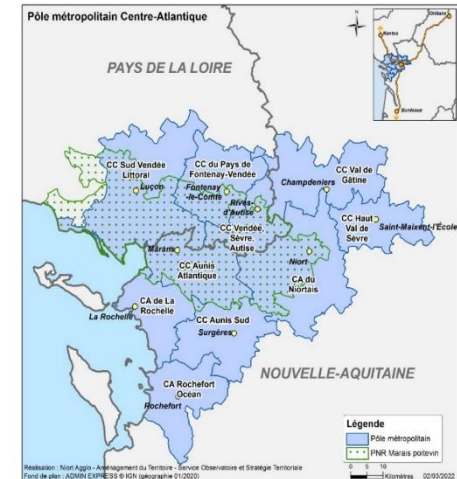 Pôle métropolitain Centre-Atlantique
Nantes
Orléans
Bordeaux
PAYS DE LA LOIRE
CC Sud Vendée
Littoral
Luçon
CC du Pays de
Fontenay-Vendée
Fontenay
-le-Comte
Rives-
d'Autise
CC Vendée,
Sèvre,
Autise
Champdeniers
CC Val de
Gâtine
CC Haut
Val de
Sèvre
Saint-Maixent-l'École
Marans
CC Aunis
Atlantique
Niort
CA du
Niortais
CA de La
Rochelle
La Rochelle
CC Aunis Sud
Surgères
NOUVELLE-AQUITAINE
CA Rochefort
Océan
Rochefort
Légende
Pôle métropolitain
PNR Marais poitevin
Réalisation : Niort Agglo - Aménagement du Territoire - Service Observatoire et Stratégie Territoriale
Fond de plan : ADMIN EXPRESS © IGN (géographie 01/2020)
0 5 10
Kilomètres
02/03/2022